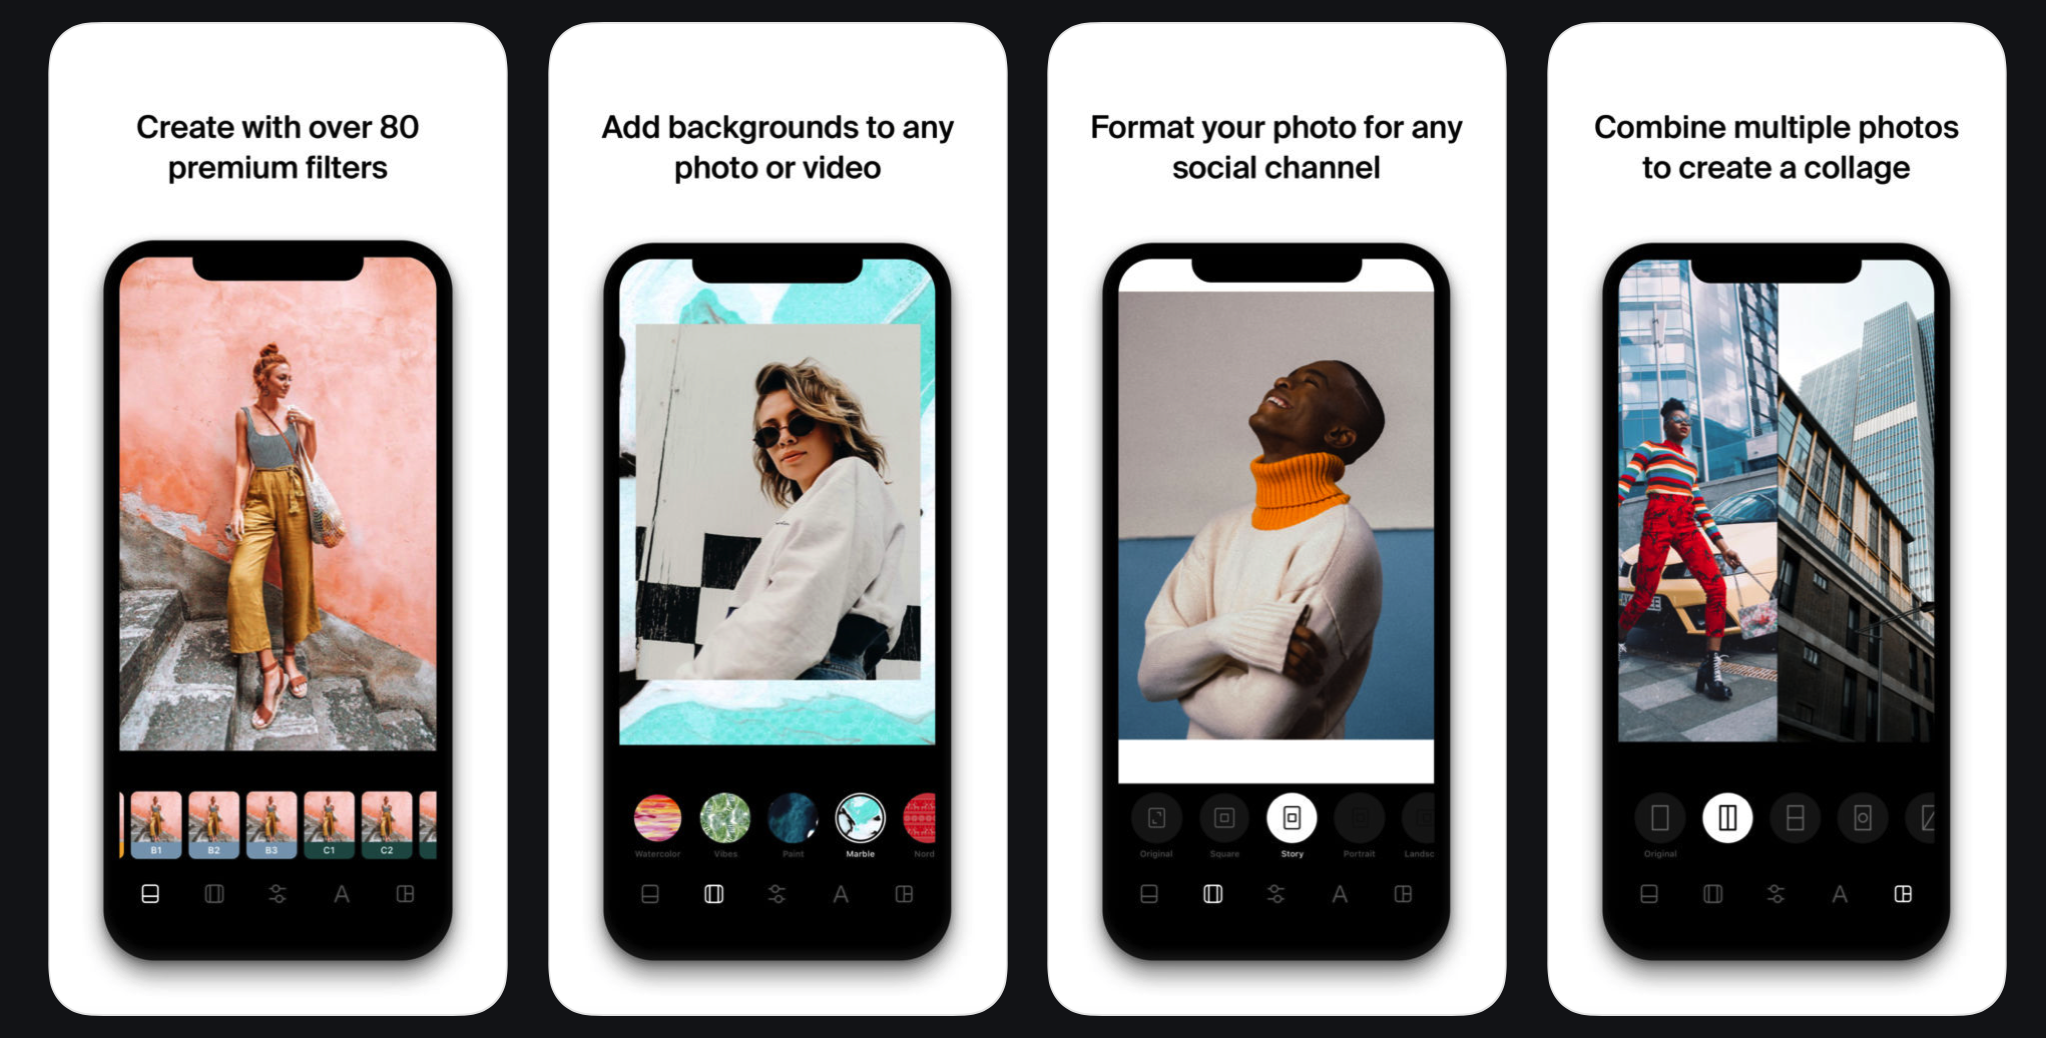 Create with over 80
premium filters
B1 B2 B3 C1 C2
A
Add backgrounds to any
photo or video
Watercolor Vibes Paint Marble Nord
A
Format your photo for any
social channel
Original Square Story Portrait Landsc
A
Combine multiple photos
to create a collage
Original
A